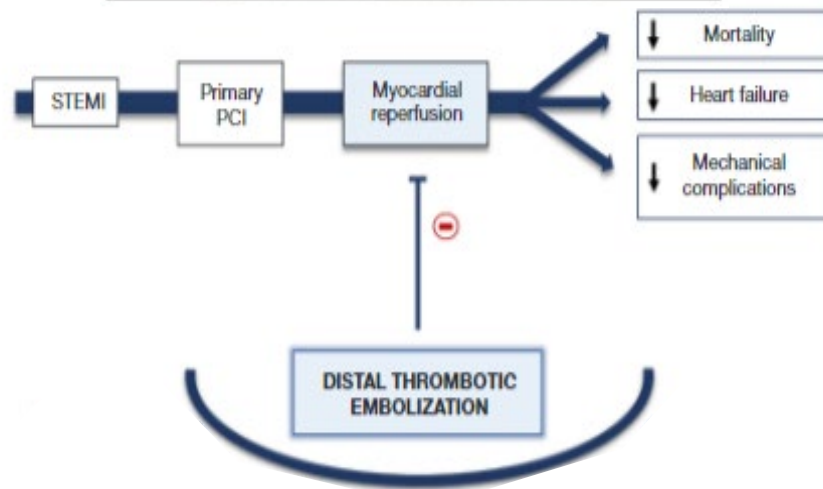 STEMI
Primary
PCI
Myocardial
reperfusion
Mortality
Heart failure
Mechanical
complications
DISTAL THROMBOTIC
EMBOLIZATION